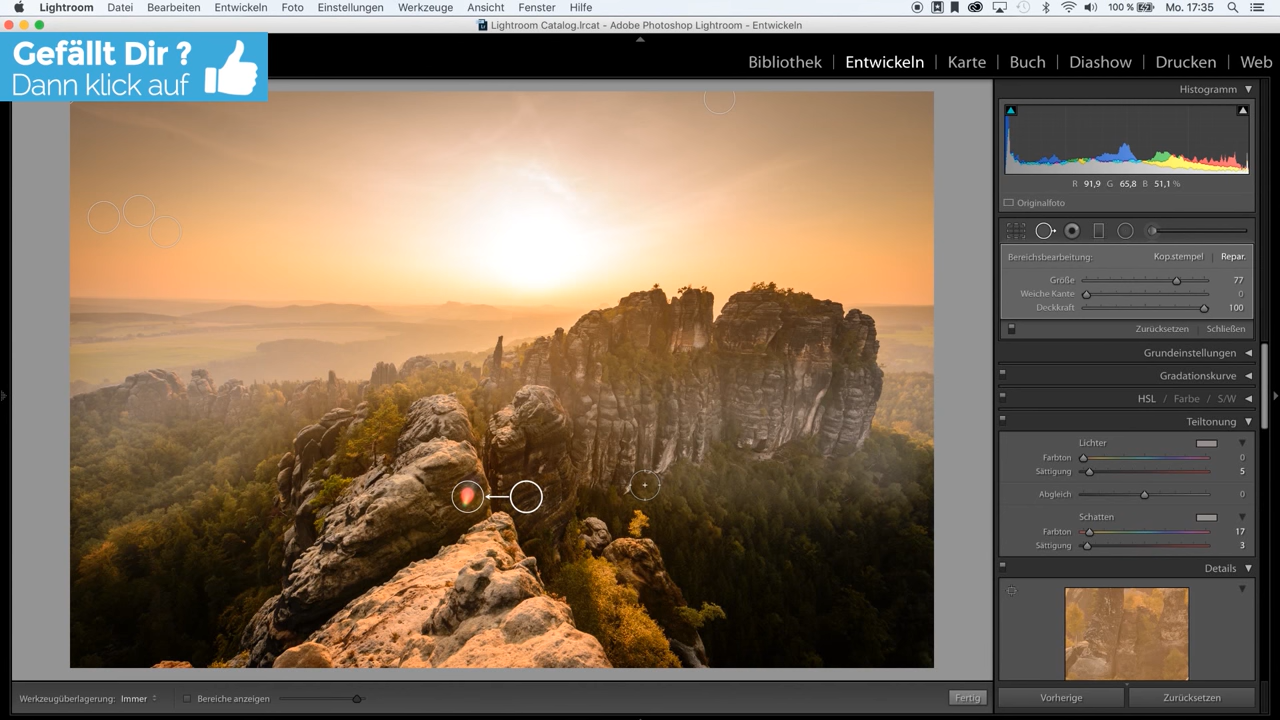 Lightroom Datei Bearbeiten Entwickeln Foto Einstellungen Werkzeuge Ansicht Fenster Hilfe 100 % Mo. 17:35
Lightroom Catalog.lrcat - Adobe Photoshop Lightroom - Entwickeln
Gefällt Dir ?
Dann klick auf
Bibliothek | Entwickeln | Karte | Buch | Diashow | Drucken | Web
Histogramm
R 91,9 G 65,8 B 51,1 %
Originalfoto
Bereichsbearbeitung: Kop.stempel | Repar.
Größe 77
Weiche Kante 0
Deckkraft 100
Zurücksetzen Schließen
Grundeinstellungen
Gradationskurve
HSL / Farbe / S/W
Teiltonung
Lichter
Farbton 0
Sättigung 5
Abgleich 0
Schatten
Farbton 17
Sättigung 3
Details
Werkzeugüberlagerung: Immer Bereiche anzeigen Fertig Vorherige Zurücksetzen